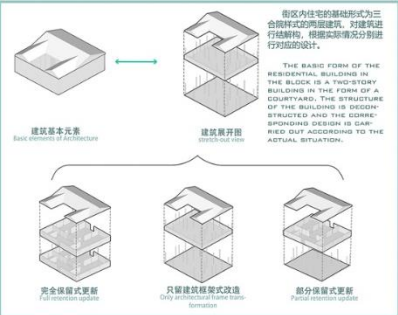 街区内住宅的基础形式为三
合院样式的两层建筑，对建筑进
行结解构，根据实际情况分别进
行对应的设计。
THE BASIC FORM OF THE
RESIDENTIAL BUILDING IN
THE BLOCK IS A TWO-STORY
BUILDING IN THE FORM OF A
COURTYARD. THE STRUCTURE
OF THE BUILDING IS DECON-
STRUCTED AND THE CORRE-
SPONDING DESIGN IS CAR-
RIED OUT ACCORDING TO THE
ACTUAL SITUATION.
建筑基本元素
Basic elements of Architecture
建筑展开图
stretch-out view
完全保留式更新
Full retention update
只留建筑框架式改造
Only architectural frame trans-
formation
部分保留式更新
Partial retention update